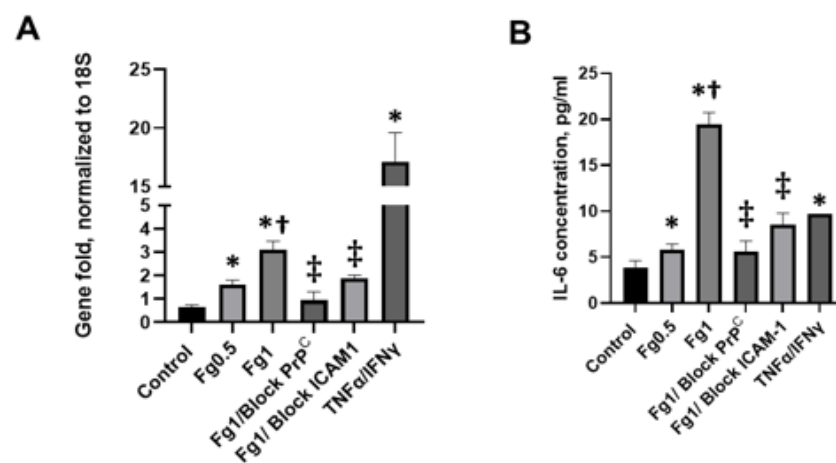 A
Gene fold, normalized to 18S
25
20
15
5
4
3
2
1
0
*
*†
‡
‡
*
Control
Fg0.5
Fg1
Fg1/Block PrPᶜ
Fg1/ Block ICAM1
TNFα/IFNγ
B
IL-6 concentration, pg/ml
25
20
15
10
5
0
*
*†
‡
‡
*
Control
Fg0.5
Fg1
Fg1/ Block PrPᶜ
Fg1/ Block ICAM-1
TNFα/IFNγ